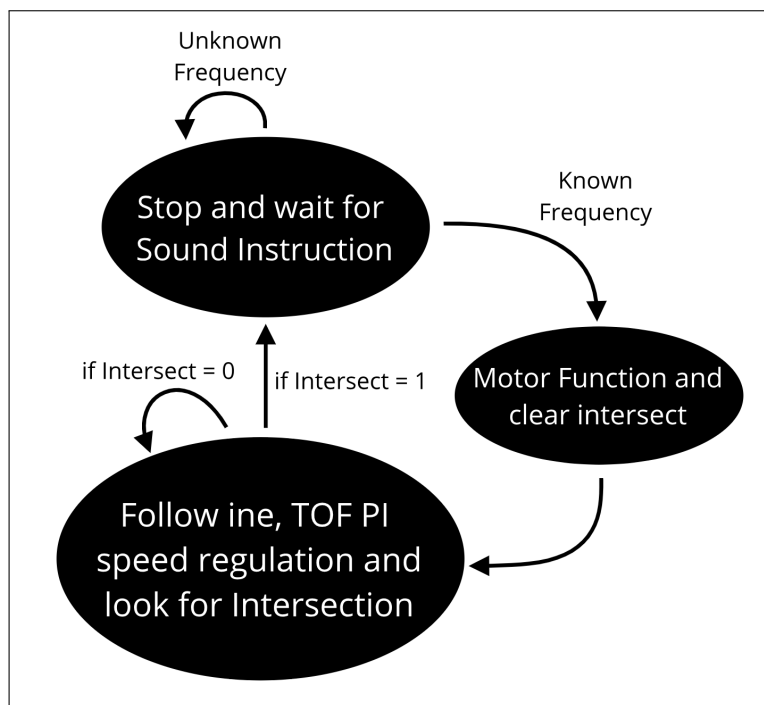 Unknown
Frequency
Stop and wait for
Sound Instruction
Known
Frequency
if Intersect = 0
if Intersect = 1
Motor Function and
clear intersect
Follow ine, TOF PI
speed regulation and
look for Intersection